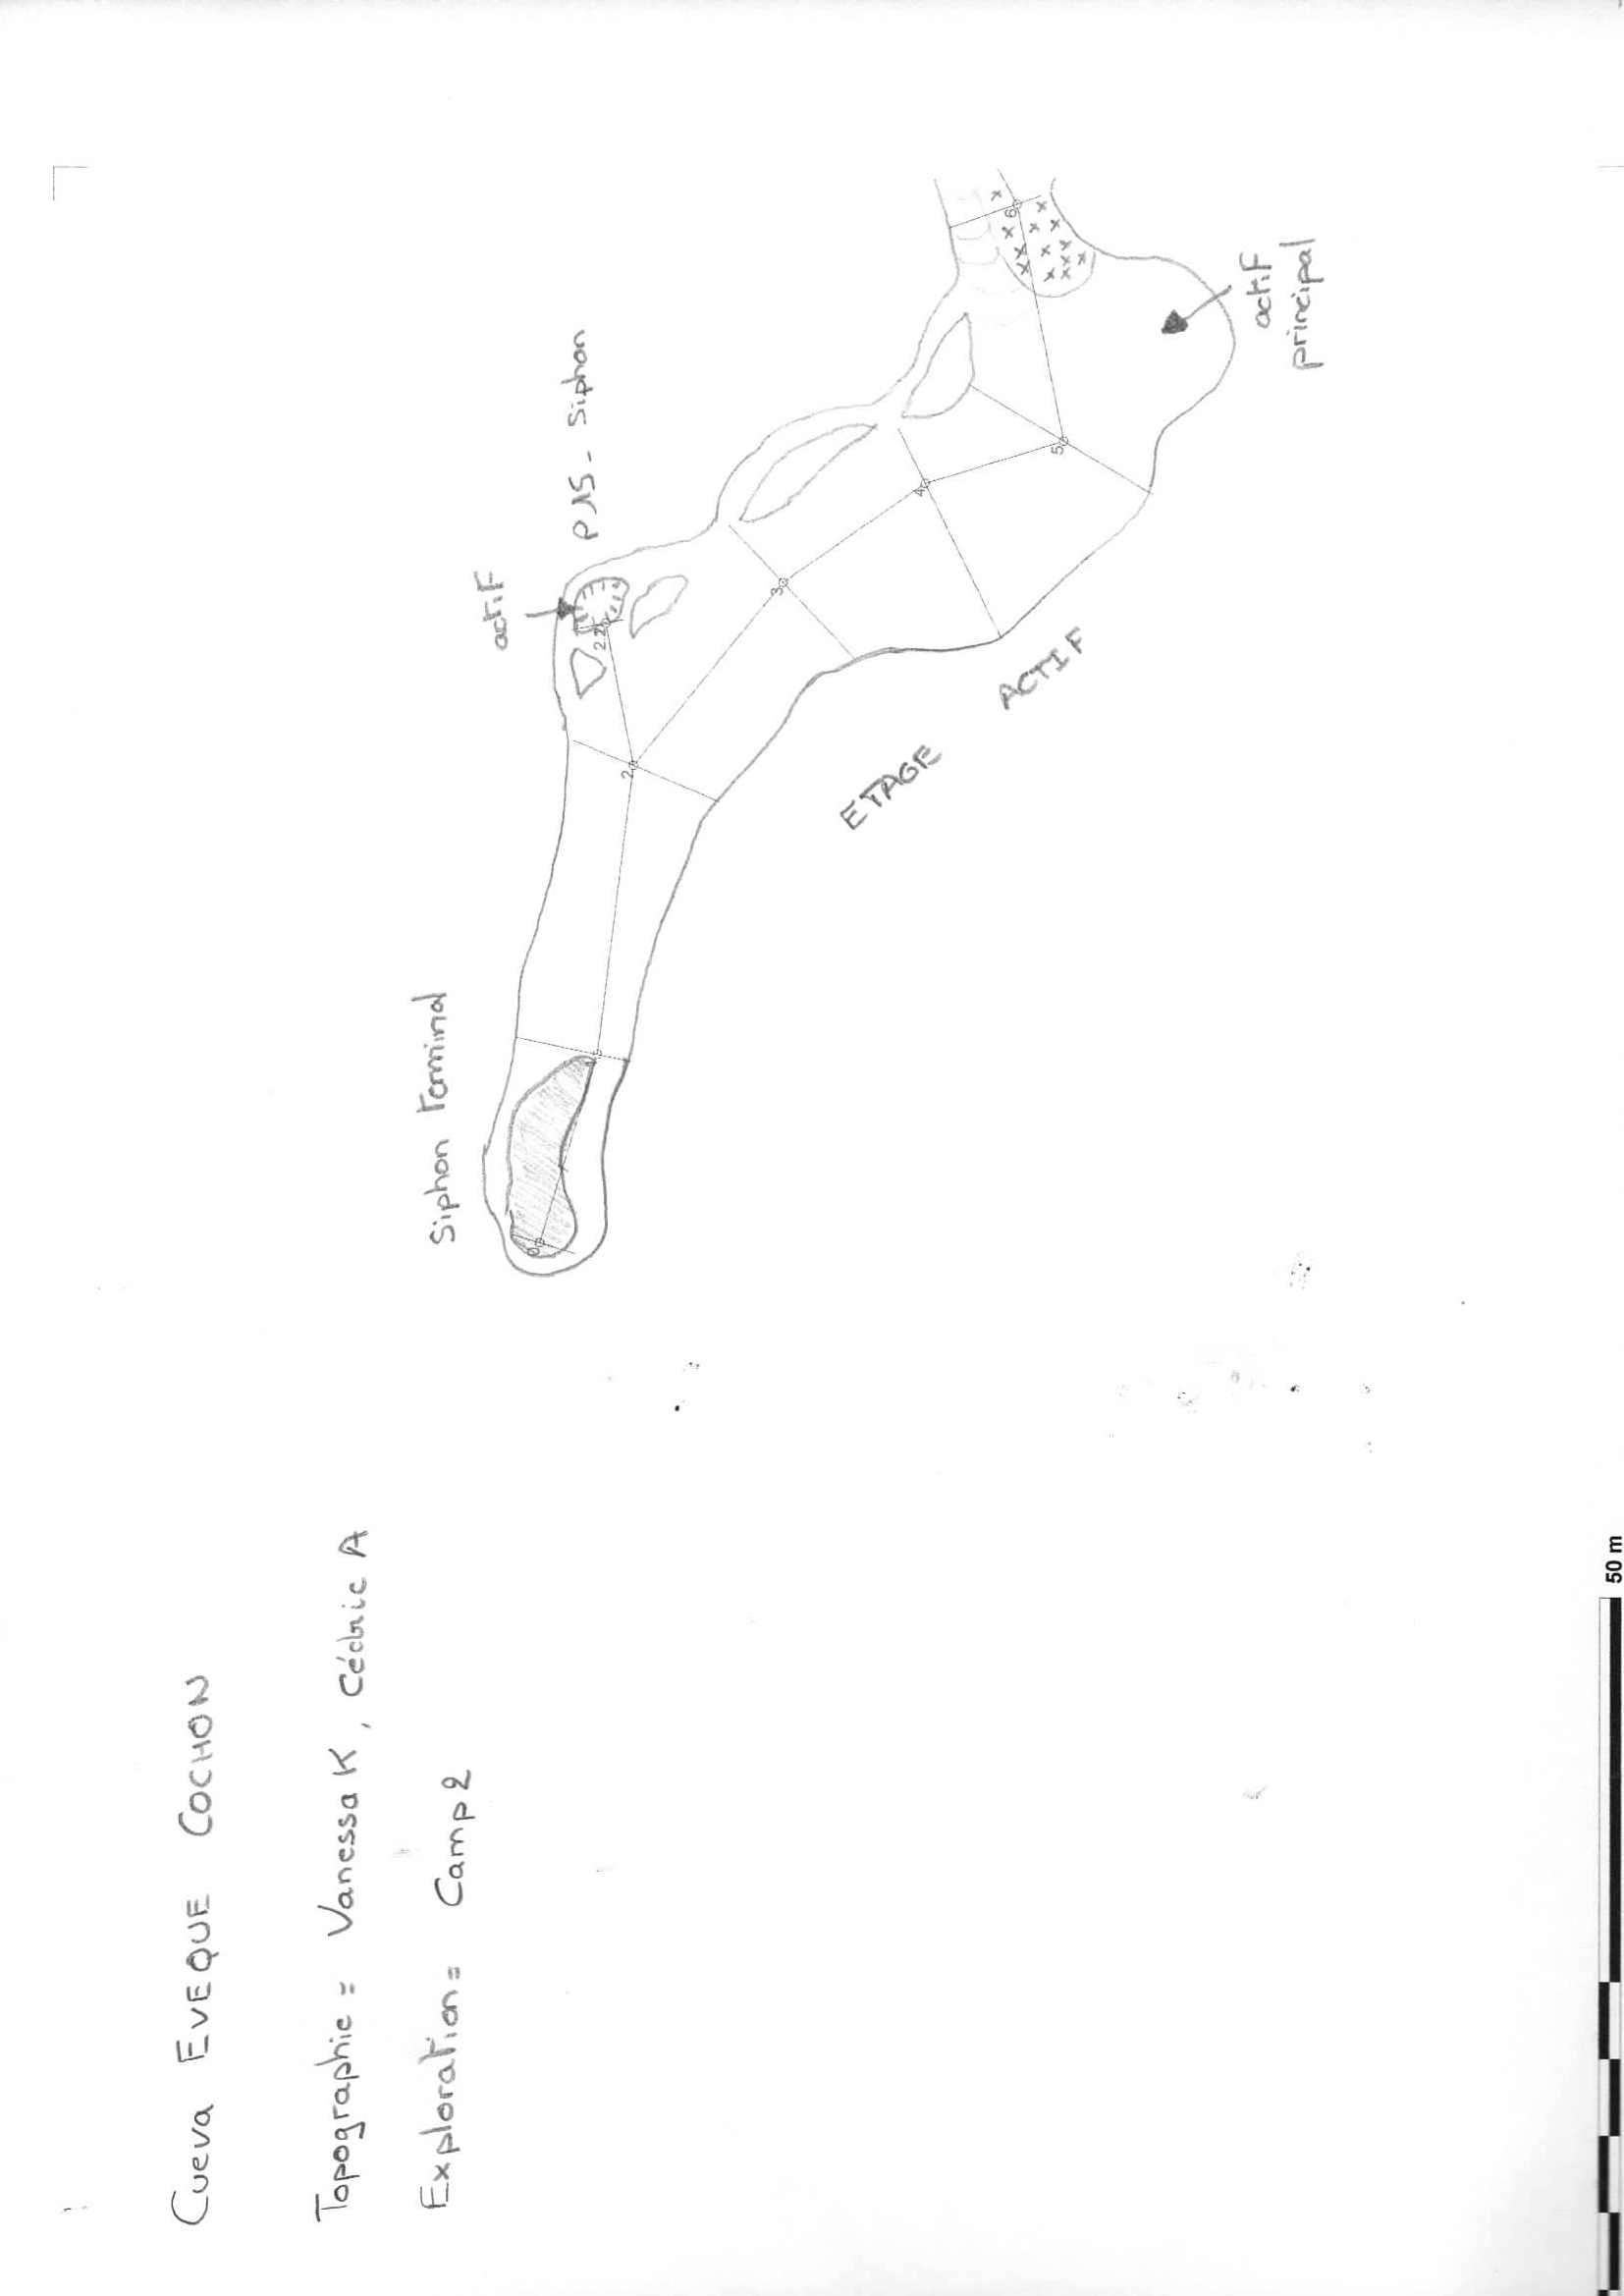 Cueva EVEQUE COCHON
Topographie = Vanessa K, Cédric A
Exploration = Camp 2
Siphon terminal
actif
P15 - Siphon
ETAGE ACTIF
actif
principal
0
2
2.2
3
4
5
6
50 m